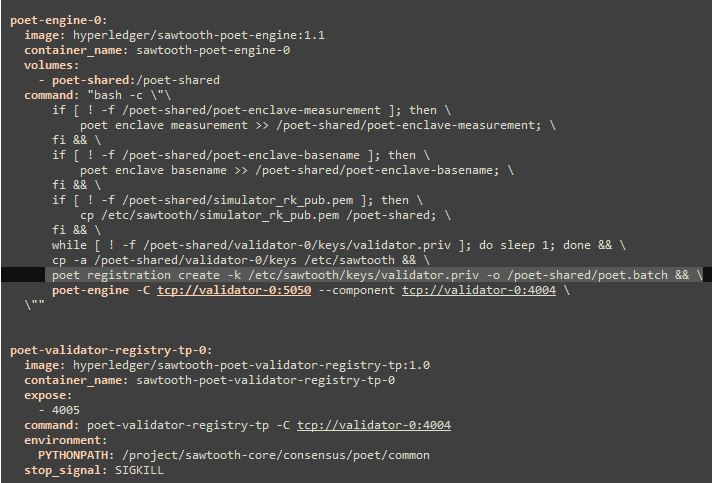 poet-engine-0:
  image: hyperledger/sawtooth-poet-engine:1.1
  container_name: sawtooth-poet-engine-0
  volumes:
    - poet-shared:/poet-shared
  command: "bash -c \"\
      if [ ! -f /poet-shared/poet-enclave-measurement ]; then \
          poet enclave measurement >> /poet-shared/poet-enclave-measurement; \
      fi && \
      if [ ! -f /poet-shared/poet-enclave-basename ]; then \
          poet enclave basename >> /poet-shared/poet-enclave-basename; \
      fi && \
      if [ ! -f /poet-shared/simulator_rk_pub.pem ]; then \
          cp /etc/sawtooth/simulator_rk_pub.pem /poet-shared; \
      fi && \
      while [ ! -f /poet-shared/validator-0/keys/validator.priv ]; do sleep 1; done && \
      cp -a /poet-shared/validator-0/keys /etc/sawtooth && \
      poet registration create -k /etc/sawtooth/keys/validator.priv -o /poet-shared/poet.batch && \
      poet-engine -C tcp://validator-0:5050 --component tcp://validator-0:4004 \
  \""
poet-validator-registry-tp-0:
  image: hyperledger/sawtooth-poet-validator-registry-tp:1.0
  container_name: sawtooth-poet-validator-registry-tp-0
  expose:
    - 4005
  command: poet-validator-registry-tp -C tcp://validator-0:4004
  environment:
    PYTHONPATH: /project/sawtooth-core/consensus/poet/common
  stop_signal: SIGKILL